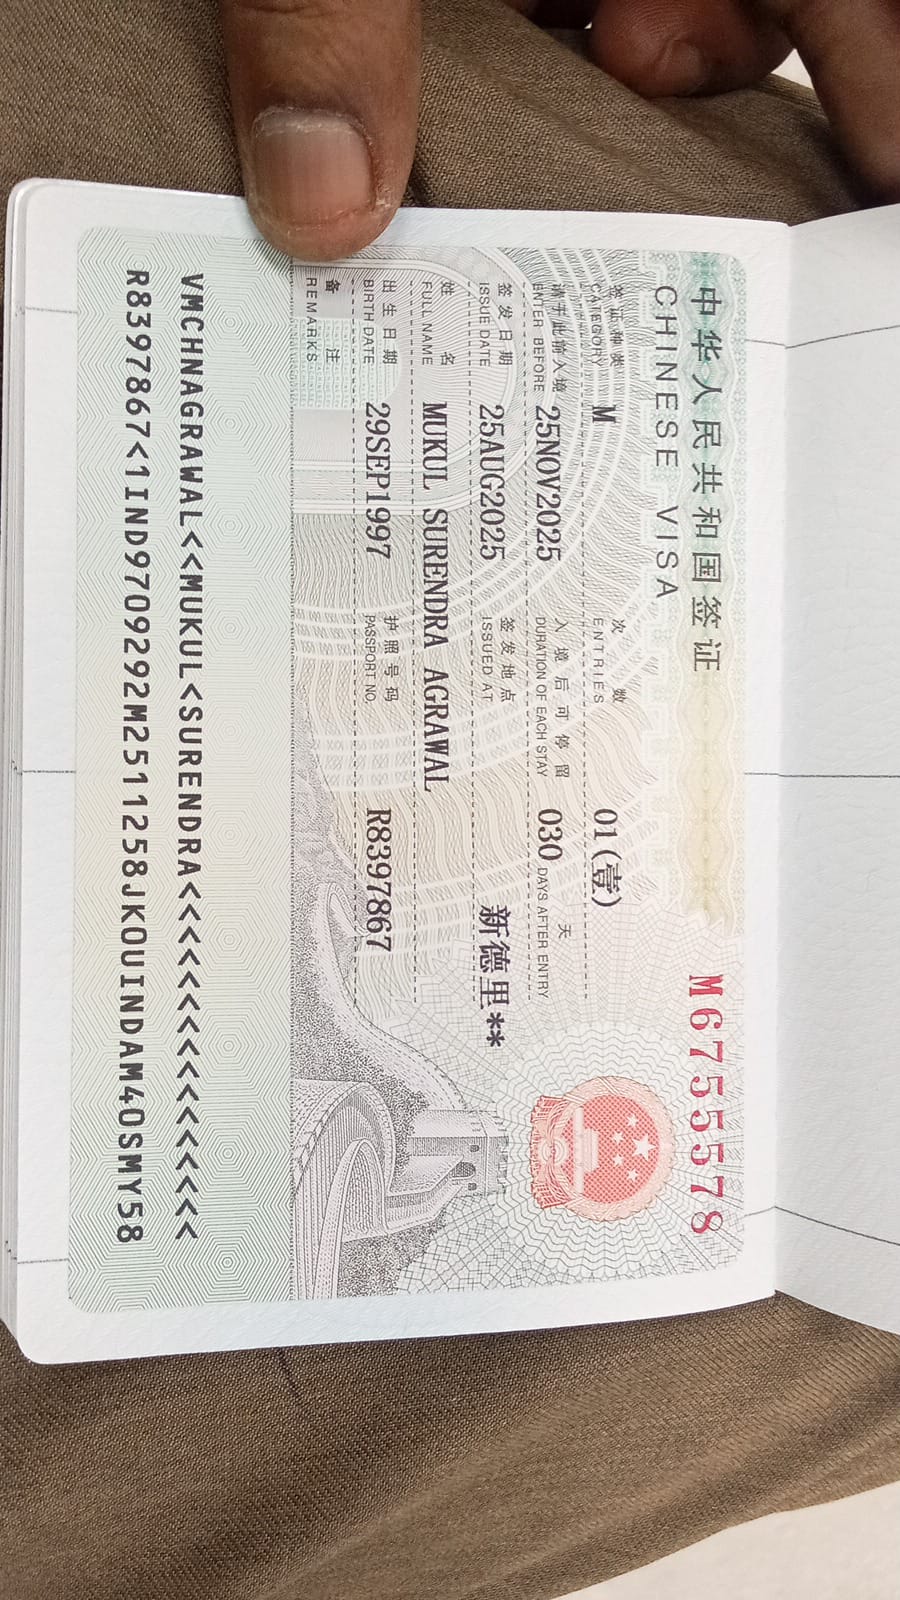 中华人民共和国签证
CHINESE VISA
M6755578
签证种类 CATEGORY M
次数 ENTRIES 01(壹)
请于此前入境 ENTER BEFORE 25NOV2025
入境后可停留 DURATION OF EACH STAY 030 天 DAYS AFTER ENTRY
签发日期 ISSUE DATE 25AUG2025
签发地点 ISSUED AT 新德里**
姓名 FULL NAME MUKUL SURENDRA AGRAWAL
出生日期 BIRTH DATE 29SEP1997
护照号码 PASSPORT NO. R8397867
备注 REMARKS
VMCHNAGRAWAL<<MUKUL<SURENDRA<<<<<<<<<<<<<<<<
R8397867<1IND9709292M2511258JKOUINDAM40SMY58